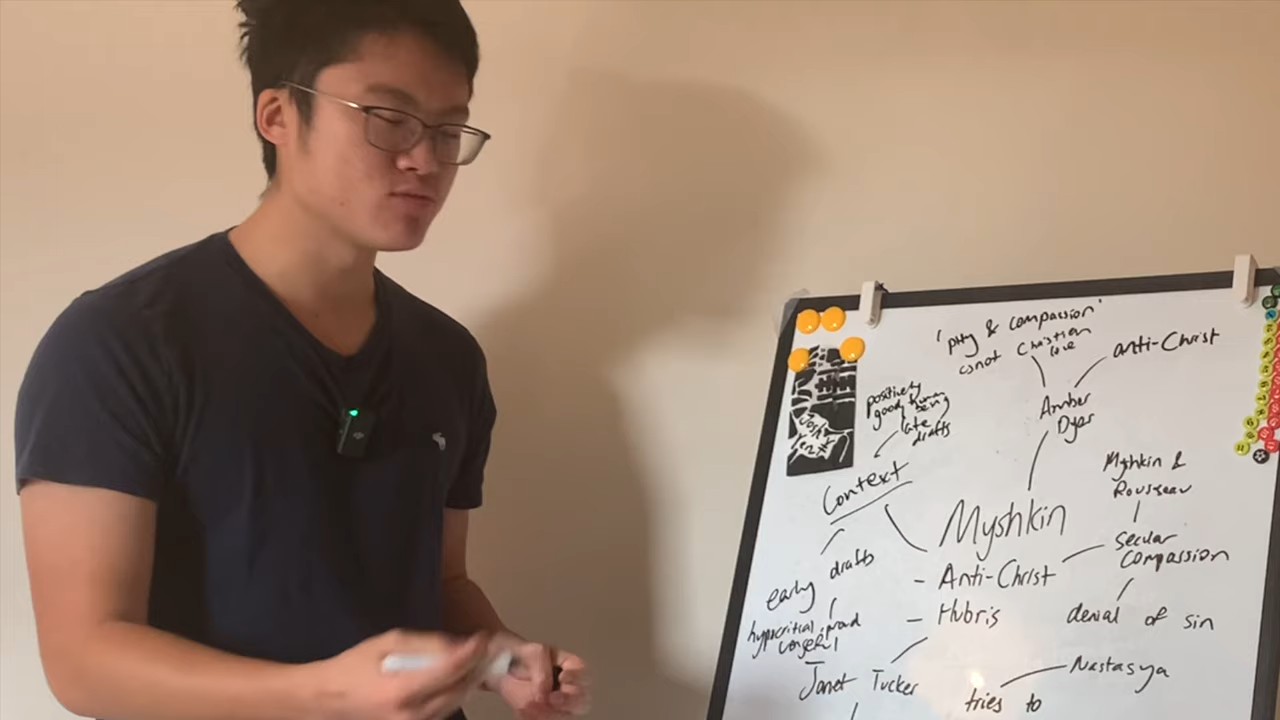 'pity & compassion'
is not Christian
love
anti-Christ
Amber
Dyer
positively
good human
being
late
drafts
Context
Myshkin &
Rousseau
Myshkin
secular
compassion
- Anti-Christ
early drafts
- Hubris
denial of sin
hypocritical, proud
vengeful
Janet Tucker
Nastasya
tries to